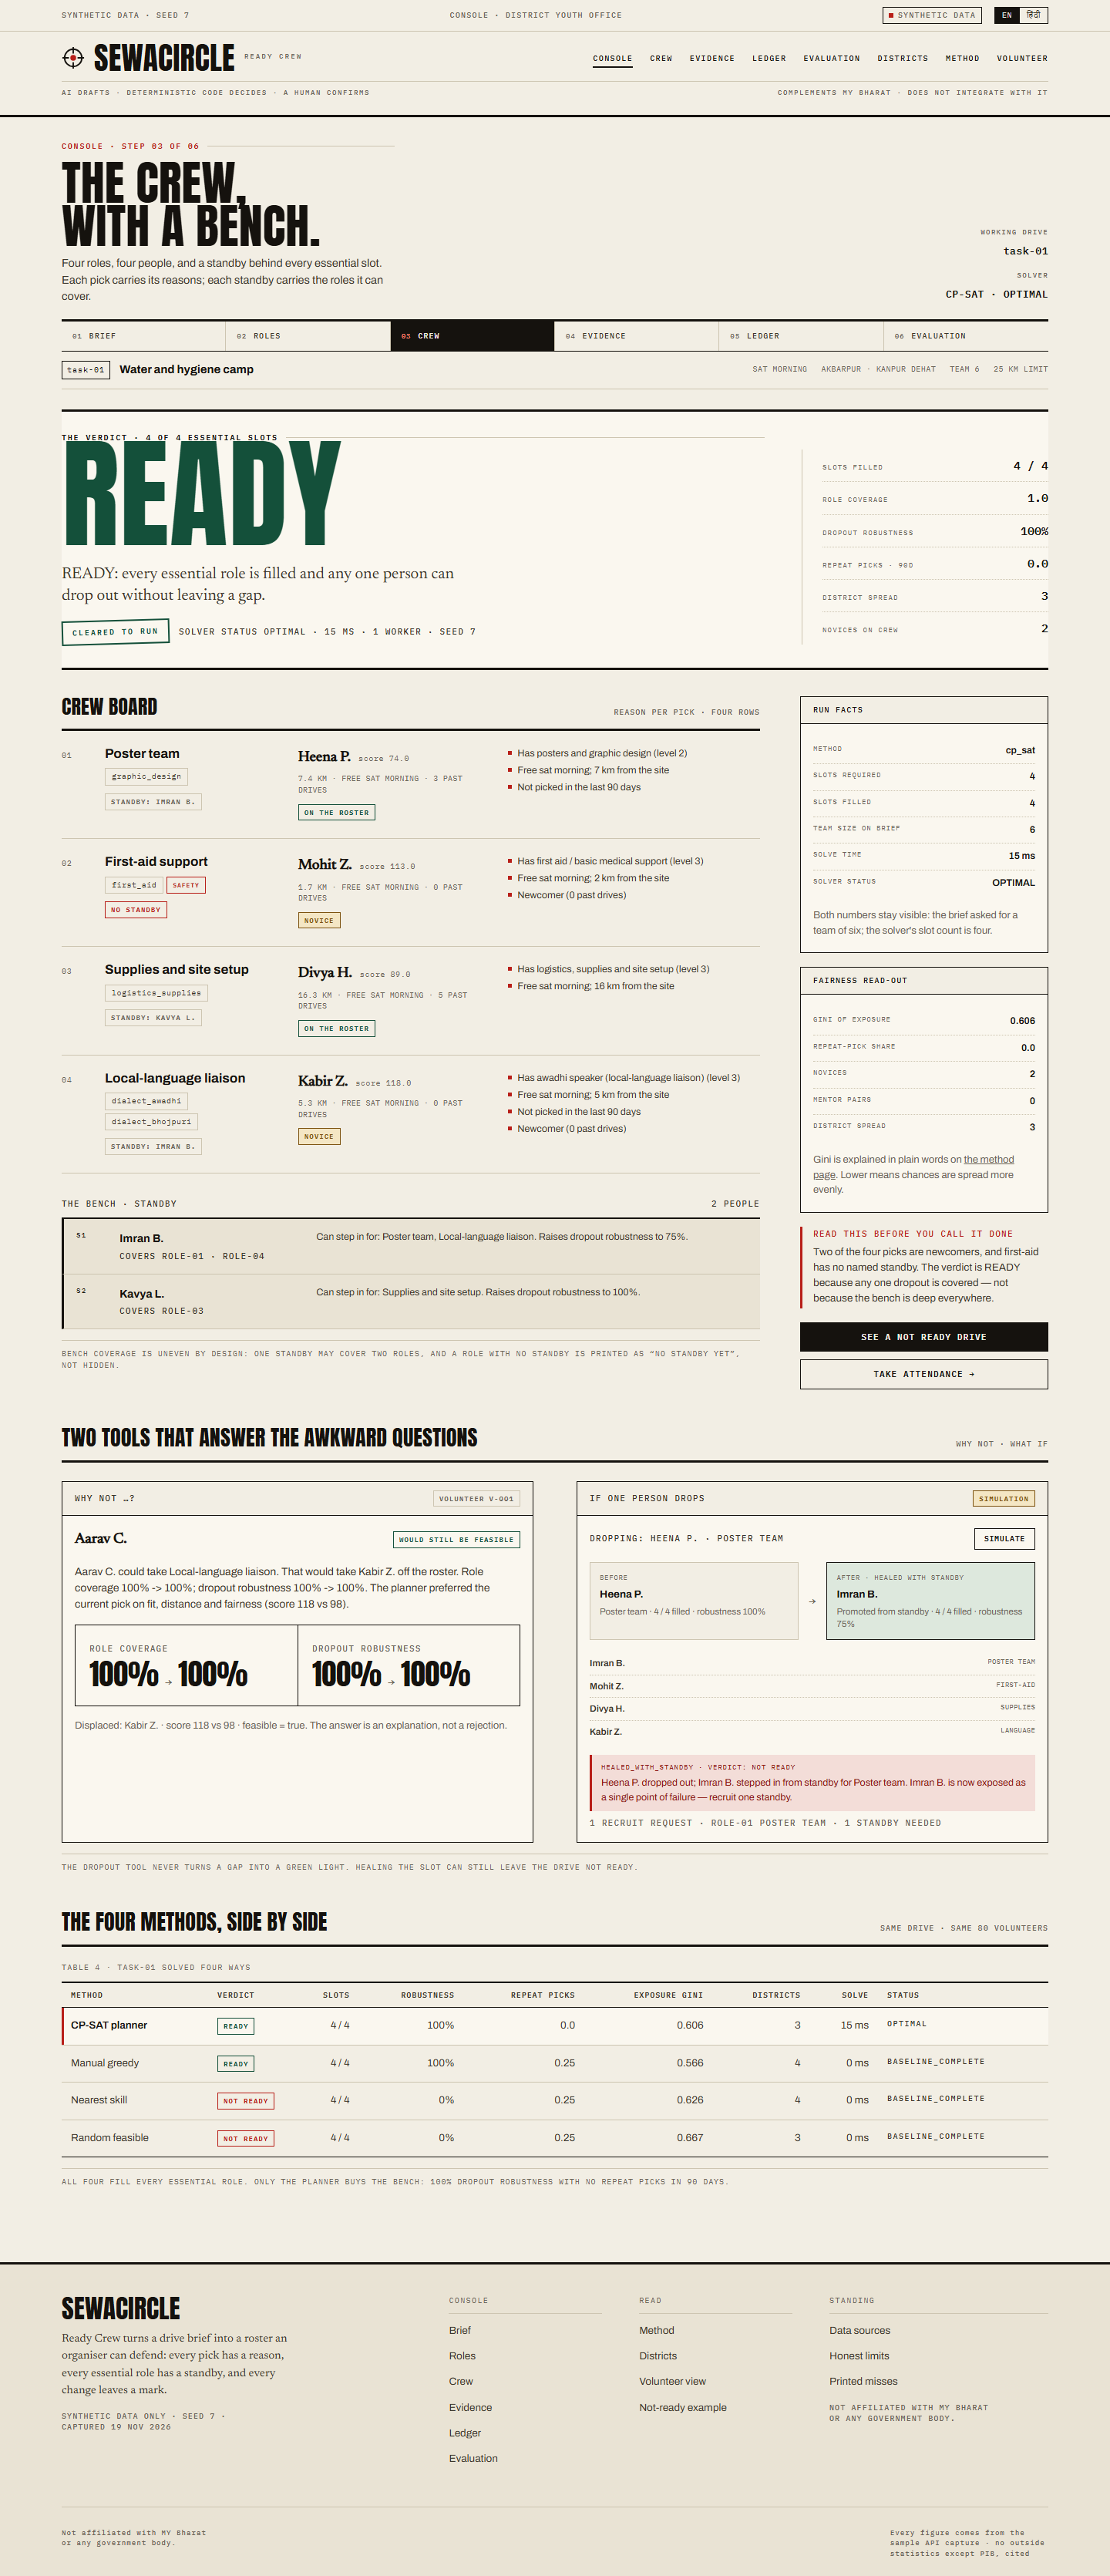 SYNTHETIC DATA · SEED 7
CONSOLE · DISTRICT YOUTH OFFICE
SYNTHETIC DATA
EN
हिंदी
SEWACIRCLE
READY CREW
CONSOLE CREW EVIDENCE LEDGER EVALUATION DISTRICTS METHOD VOLUNTEER
AI DRAFTS · DETERMINISTIC CODE DECIDES · A HUMAN CONFIRMS
COMPLEMENTS MY BHARAT · DOES NOT INTEGRATE WITH IT
CONSOLE · STEP 03 OF 06
THE CREW,
WITH A BENCH.
Four roles, four people, and a standby behind every essential slot.
Each pick carries its reasons; each standby carries the roles it can
cover.
WORKING DRIVE
task-01
SOLVER
CP-SAT · OPTIMAL
01 BRIEF
02 ROLES
03 CREW
04 EVIDENCE
05 LEDGER
06 EVALUATION
task-01 Water and hygiene camp
SAT MORNING AKBARPUR · KANPUR DEHAT TEAM 6 25 KM LIMIT
THE VERDICT · 4 OF 4 ESSENTIAL SLOTS
READY
READY: every essential role is filled and any one person can
drop out without leaving a gap.
CLEARED TO RUN
SOLVER STATUS OPTIMAL · 15 MS · 1 WORKER · SEED 7
SLOTS FILLED 4 / 4
ROLE COVERAGE 1.0
DROPOUT ROBUSTNESS 100%
REPEAT PICKS · 90D 0.0
DISTRICT SPREAD 3
NOVICES ON CREW 2
CREW BOARD
REASON PER PICK · FOUR ROWS
01
Poster team
graphic_design
STANDBY: IMRAN B.
Heena P. score 74.0
7.4 KM · FREE SAT MORNING · 3 PAST
DRIVES
ON THE ROSTER
Has posters and graphic design (level 2)
Free sat morning; 7 km from the site
Not picked in the last 90 days
02
First-aid support
first_aid SAFETY
NO STANDBY
Mohit Z. score 113.0
1.7 KM · FREE SAT MORNING · 0 PAST
DRIVES
NOVICE
Has first aid / basic medical support (level 3)
Free sat morning; 2 km from the site
Newcomer (0 past drives)
03
Supplies and site setup
logistics_supplies
STANDBY: KAVYA L.
Divya H. score 89.0
16.3 KM · FREE SAT MORNING · 5 PAST
DRIVES
ON THE ROSTER
Has logistics, supplies and site setup (level 3)
Free sat morning; 16 km from the site
04
Local-language liaison
dialect_awadhi
dialect_bhojpuri
STANDBY: IMRAN B.
Kabir Z. score 118.0
5.3 KM · FREE SAT MORNING · 0 PAST
DRIVES
NOVICE
Has awadhi speaker (local-language liaison) (level 3)
Free sat morning; 5 km from the site
Not picked in the last 90 days
Newcomer (0 past drives)
THE BENCH · STANDBY
2 PEOPLE
S1
Imran B.
COVERS ROLE-01 · ROLE-04
Can step in for: Poster team, Local-language liaison. Raises dropout robustness to 75%.
S2
Kavya L.
COVERS ROLE-03
Can step in for: Supplies and site setup. Raises dropout robustness to 100%.
BENCH COVERAGE IS UNEVEN BY DESIGN: ONE STANDBY MAY COVER TWO ROLES, AND A ROLE WITH NO STANDBY IS PRINTED AS “NO STANDBY YET”,
NOT HIDDEN.
RUN FACTS
METHOD cp_sat
SLOTS REQUIRED 4
SLOTS FILLED 4
TEAM SIZE ON BRIEF 6
SOLVE TIME 15 ms
SOLVER STATUS OPTIMAL
Both numbers stay visible: the brief asked for a
team of six; the solver's slot count is four.
FAIRNESS READ-OUT
GINI OF EXPOSURE 0.606
REPEAT-PICK SHARE 0.0
NOVICES 2
MENTOR PAIRS 0
DISTRICT SPREAD 3
Gini is explained in plain words on the method
page. Lower means chances are spread more
evenly.
READ THIS BEFORE YOU CALL IT DONE
Two of the four picks are newcomers, and first-aid
has no named standby. The verdict is READY
because any one dropout is covered — not
because the bench is deep everywhere.
SEE A NOT READY DRIVE
TAKE ATTENDANCE →
TWO TOOLS THAT ANSWER THE AWKWARD QUESTIONS
WHY NOT · WHAT IF
WHY NOT …?
VOLUNTEER V-001
Aarav C.
WOULD STILL BE FEASIBLE
Aarav C. could take Local-language liaison. That would take Kabir Z. off the roster. Role
coverage 100% -> 100%; dropout robustness 100% -> 100%. The planner preferred the
current pick on fit, distance and fairness (score 118 vs 98).
ROLE COVERAGE
100% → 100%
DROPOUT ROBUSTNESS
100% → 100%
Displaced: Kabir Z. · score 118 vs 98 · feasible = true. The answer is an explanation, not a rejection.
IF ONE PERSON DROPS
SIMULATION
DROPPING: HEENA P. · POSTER TEAM
SIMULATE
BEFORE
Heena P.
Poster team · 4 / 4 filled · robustness 100%
→
AFTER · HEALED WITH STANDBY
Imran B.
Promoted from standby · 4 / 4 filled · robustness
75%
Imran B. POSTER TEAM
Mohit Z. FIRST-AID
Divya H. SUPPLIES
Kabir Z. LANGUAGE
HEALED_WITH_STANDBY · VERDICT: NOT READY
Heena P. dropped out; Imran B. stepped in from standby for Poster team. Imran B. is now exposed as
a single point of failure — recruit one standby.
1 RECRUIT REQUEST · ROLE-01 POSTER TEAM · 1 STANDBY NEEDED
THE DROPOUT TOOL NEVER TURNS A GAP INTO A GREEN LIGHT. HEALING THE SLOT CAN STILL LEAVE THE DRIVE NOT READY.
THE FOUR METHODS, SIDE BY SIDE
SAME DRIVE · SAME 80 VOLUNTEERS
TABLE 4 · TASK-01 SOLVED FOUR WAYS
METHOD VERDICT SLOTS ROBUSTNESS REPEAT PICKS EXPOSURE GINI DISTRICTS SOLVE STATUS
CP-SAT planner READY 4 / 4 100% 0.0 0.606 3 15 ms OPTIMAL
Manual greedy READY 4 / 4 100% 0.25 0.566 4 0 ms BASELINE_COMPLETE
Nearest skill NOT READY 4 / 4 0% 0.25 0.626 4 0 ms BASELINE_COMPLETE
Random feasible NOT READY 4 / 4 0% 0.25 0.667 3 0 ms BASELINE_COMPLETE
ALL FOUR FILL EVERY ESSENTIAL ROLE. ONLY THE PLANNER BUYS THE BENCH: 100% DROPOUT ROBUSTNESS WITH NO REPEAT PICKS IN 90 DAYS.
SEWACIRCLE
Ready Crew turns a drive brief into a roster an
organiser can defend: every pick has a reason,
every essential role has a standby, and every
change leaves a mark.
SYNTHETIC DATA ONLY · SEED 7 ·
CAPTURED 19 NOV 2026
CONSOLE
Brief
Roles
Crew
Evidence
Ledger
Evaluation
READ
Method
Districts
Volunteer view
Not-ready example
STANDING
Data sources
Honest limits
Printed misses
NOT AFFILIATED WITH MY BHARAT
OR ANY GOVERNMENT BODY.
Not affiliated with MY Bharat
or any government body.
Every figure comes from the
sample API capture · no outside
statistics except PIB, cited